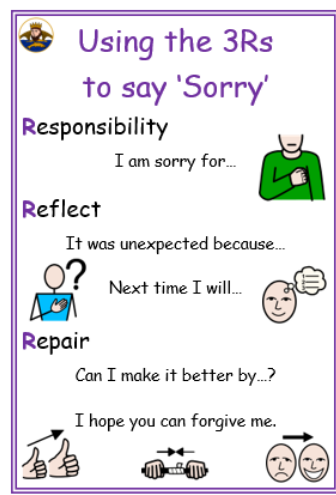 Using the 3Rs
to say ‘Sorry’
Responsibility
I am sorry for…
Reflect
It was unexpected because…
?
Next time I will…
Repair
Can I make it better by…?
I hope you can forgive me.